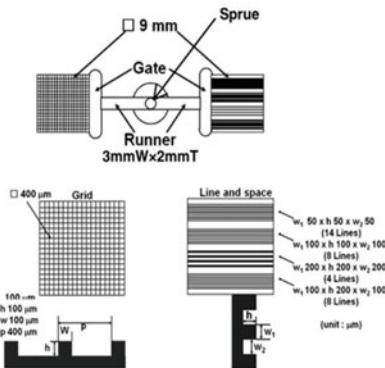 Sprue
□ 9 mm
Gate
Runner
3mmW×2mmT
□ 400 µm
Grid
Line and space
w₁ 50 x h 50 x w₂ 50
(14 Lines)
w₁ 100 x h 100 x w₂ 100
(8 Lines)
w₁ 200 x h 200 x w₂ 200
(4 Lines)
w₁ 100 x h 200 x w₂ 100
(8 Lines)
(unit : µm)
100 µm
h 100 µm
w 100 µm
p 400 µm
W
p
h
h
w₁
w₂